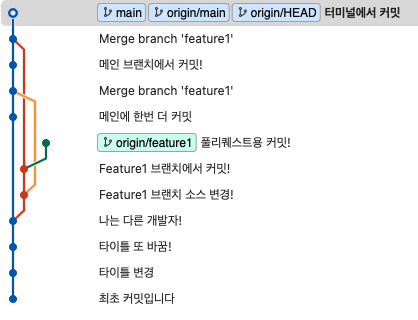 main origin/main origin/HEAD 터미널에서 커밋
Merge branch 'feature1'
메인 브랜치에서 커밋!
Merge branch 'feature1'
메인에 한번 더 커밋
origin/feature1 풀리퀘스트용 커밋!
Feature1 브랜치에서 커밋!
Feature1 브랜치 소스 변경!
나는 다른 개발자!
타이틀 또 바꿈!
타이틀 변경
최초 커밋입니다